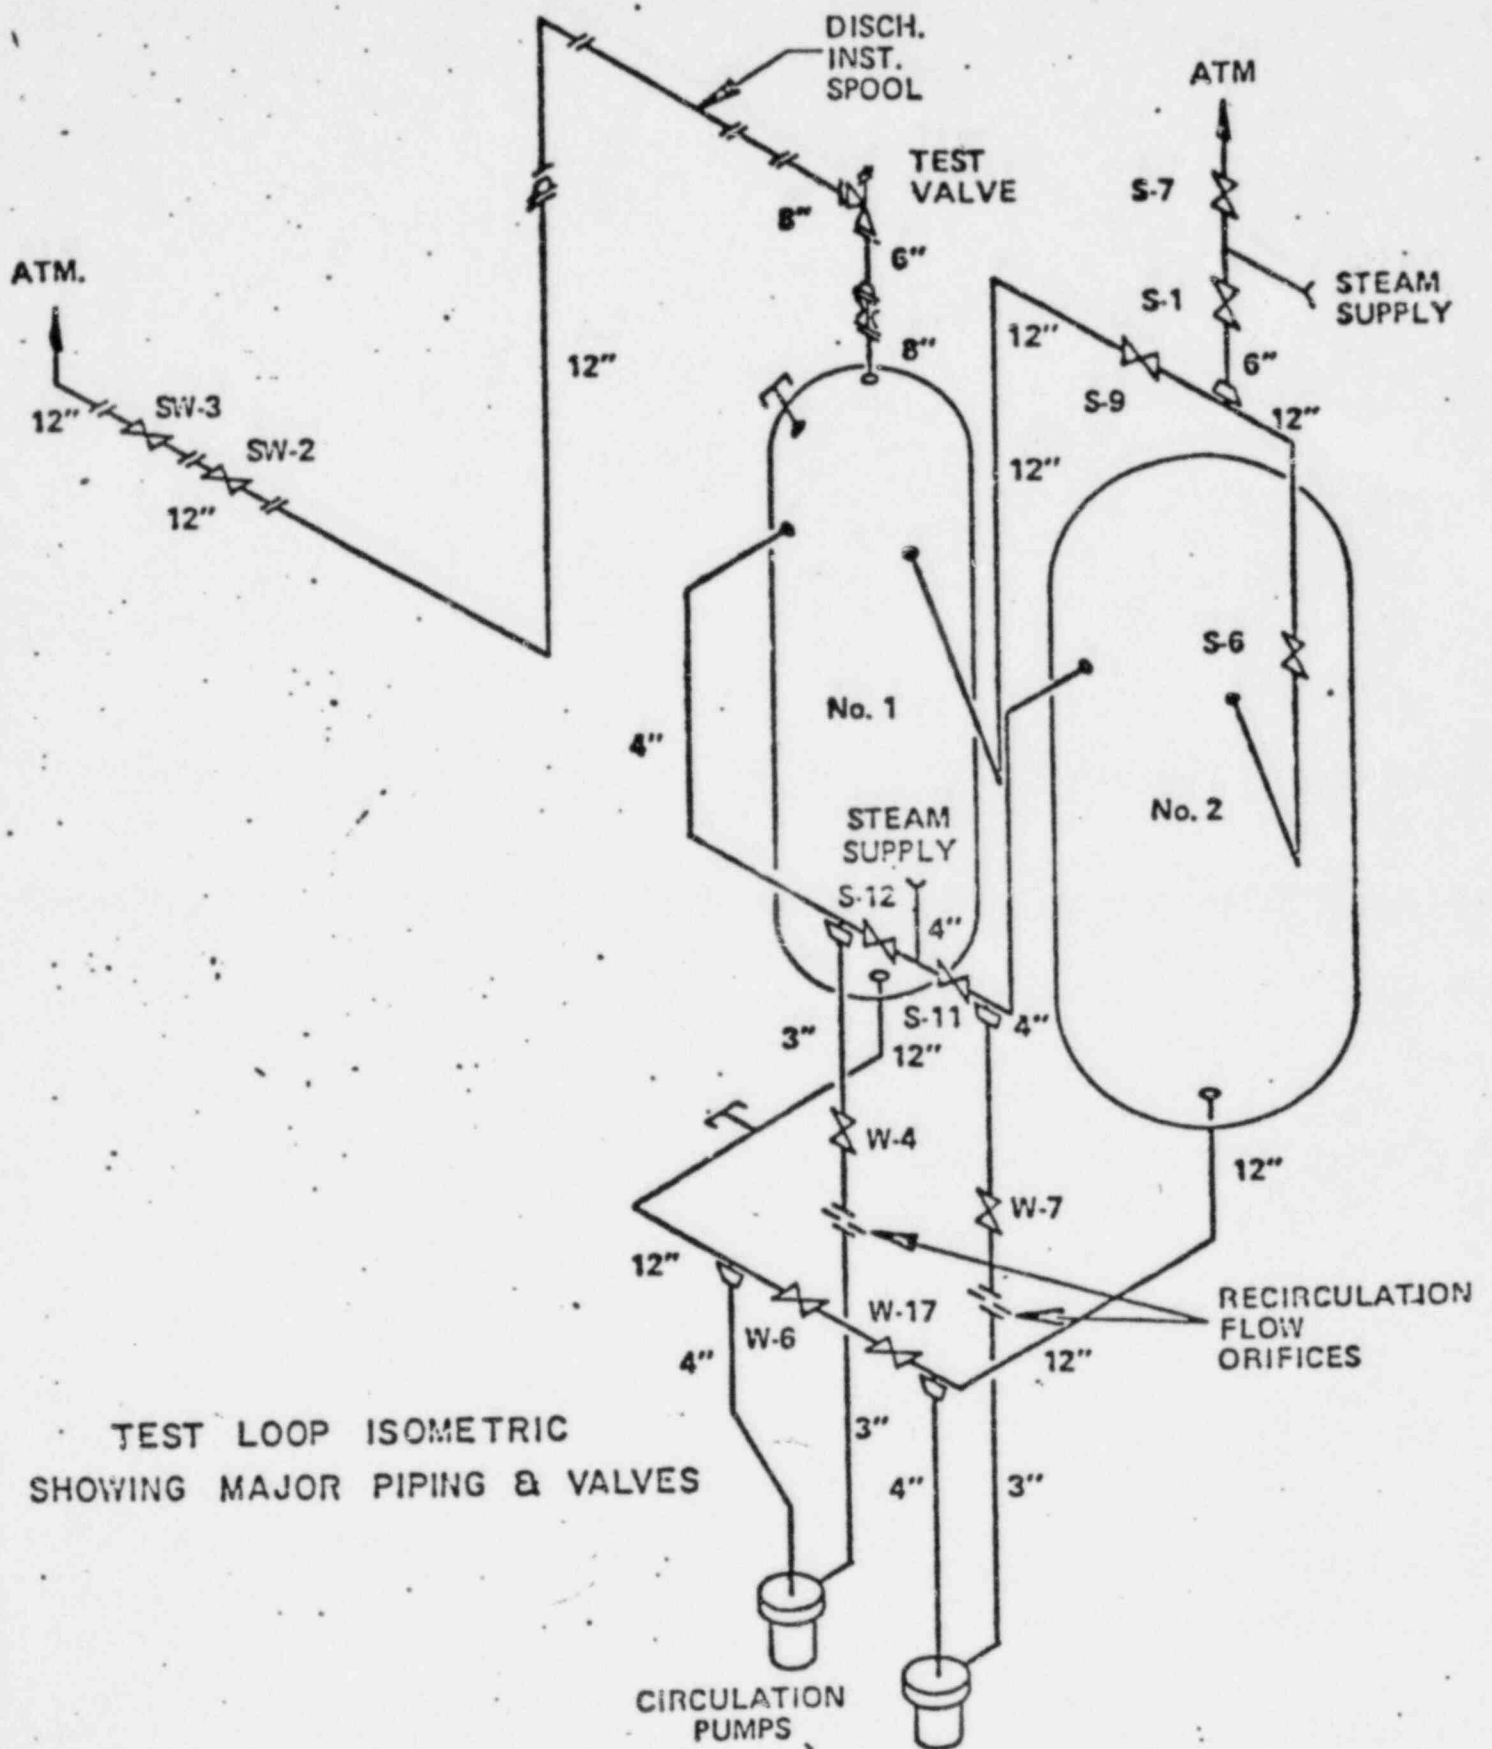 DISCH.
INST.
SPOOL
ATM
TEST
VALVE
S-7
8"
6"
STEAM
SUPPLY
ATM.
S-1
12"
8"
12"
6"
S-9
12"
SW-3
12"
SW-2
12"
12"
S-6
No. 1
4"
No. 2
STEAM
SUPPLY
S-12
4"
S-11
4"
3"
12"
W-4
12"
W-7
12"
RECIRCULATION
FLOW
ORIFICES
W-17
W-6
12"
4"
TEST LOOP ISOMETRIC
SHOWING MAJOR PIPING & VALVES
3"
4"
3"
CIRCULATION
PUMPS